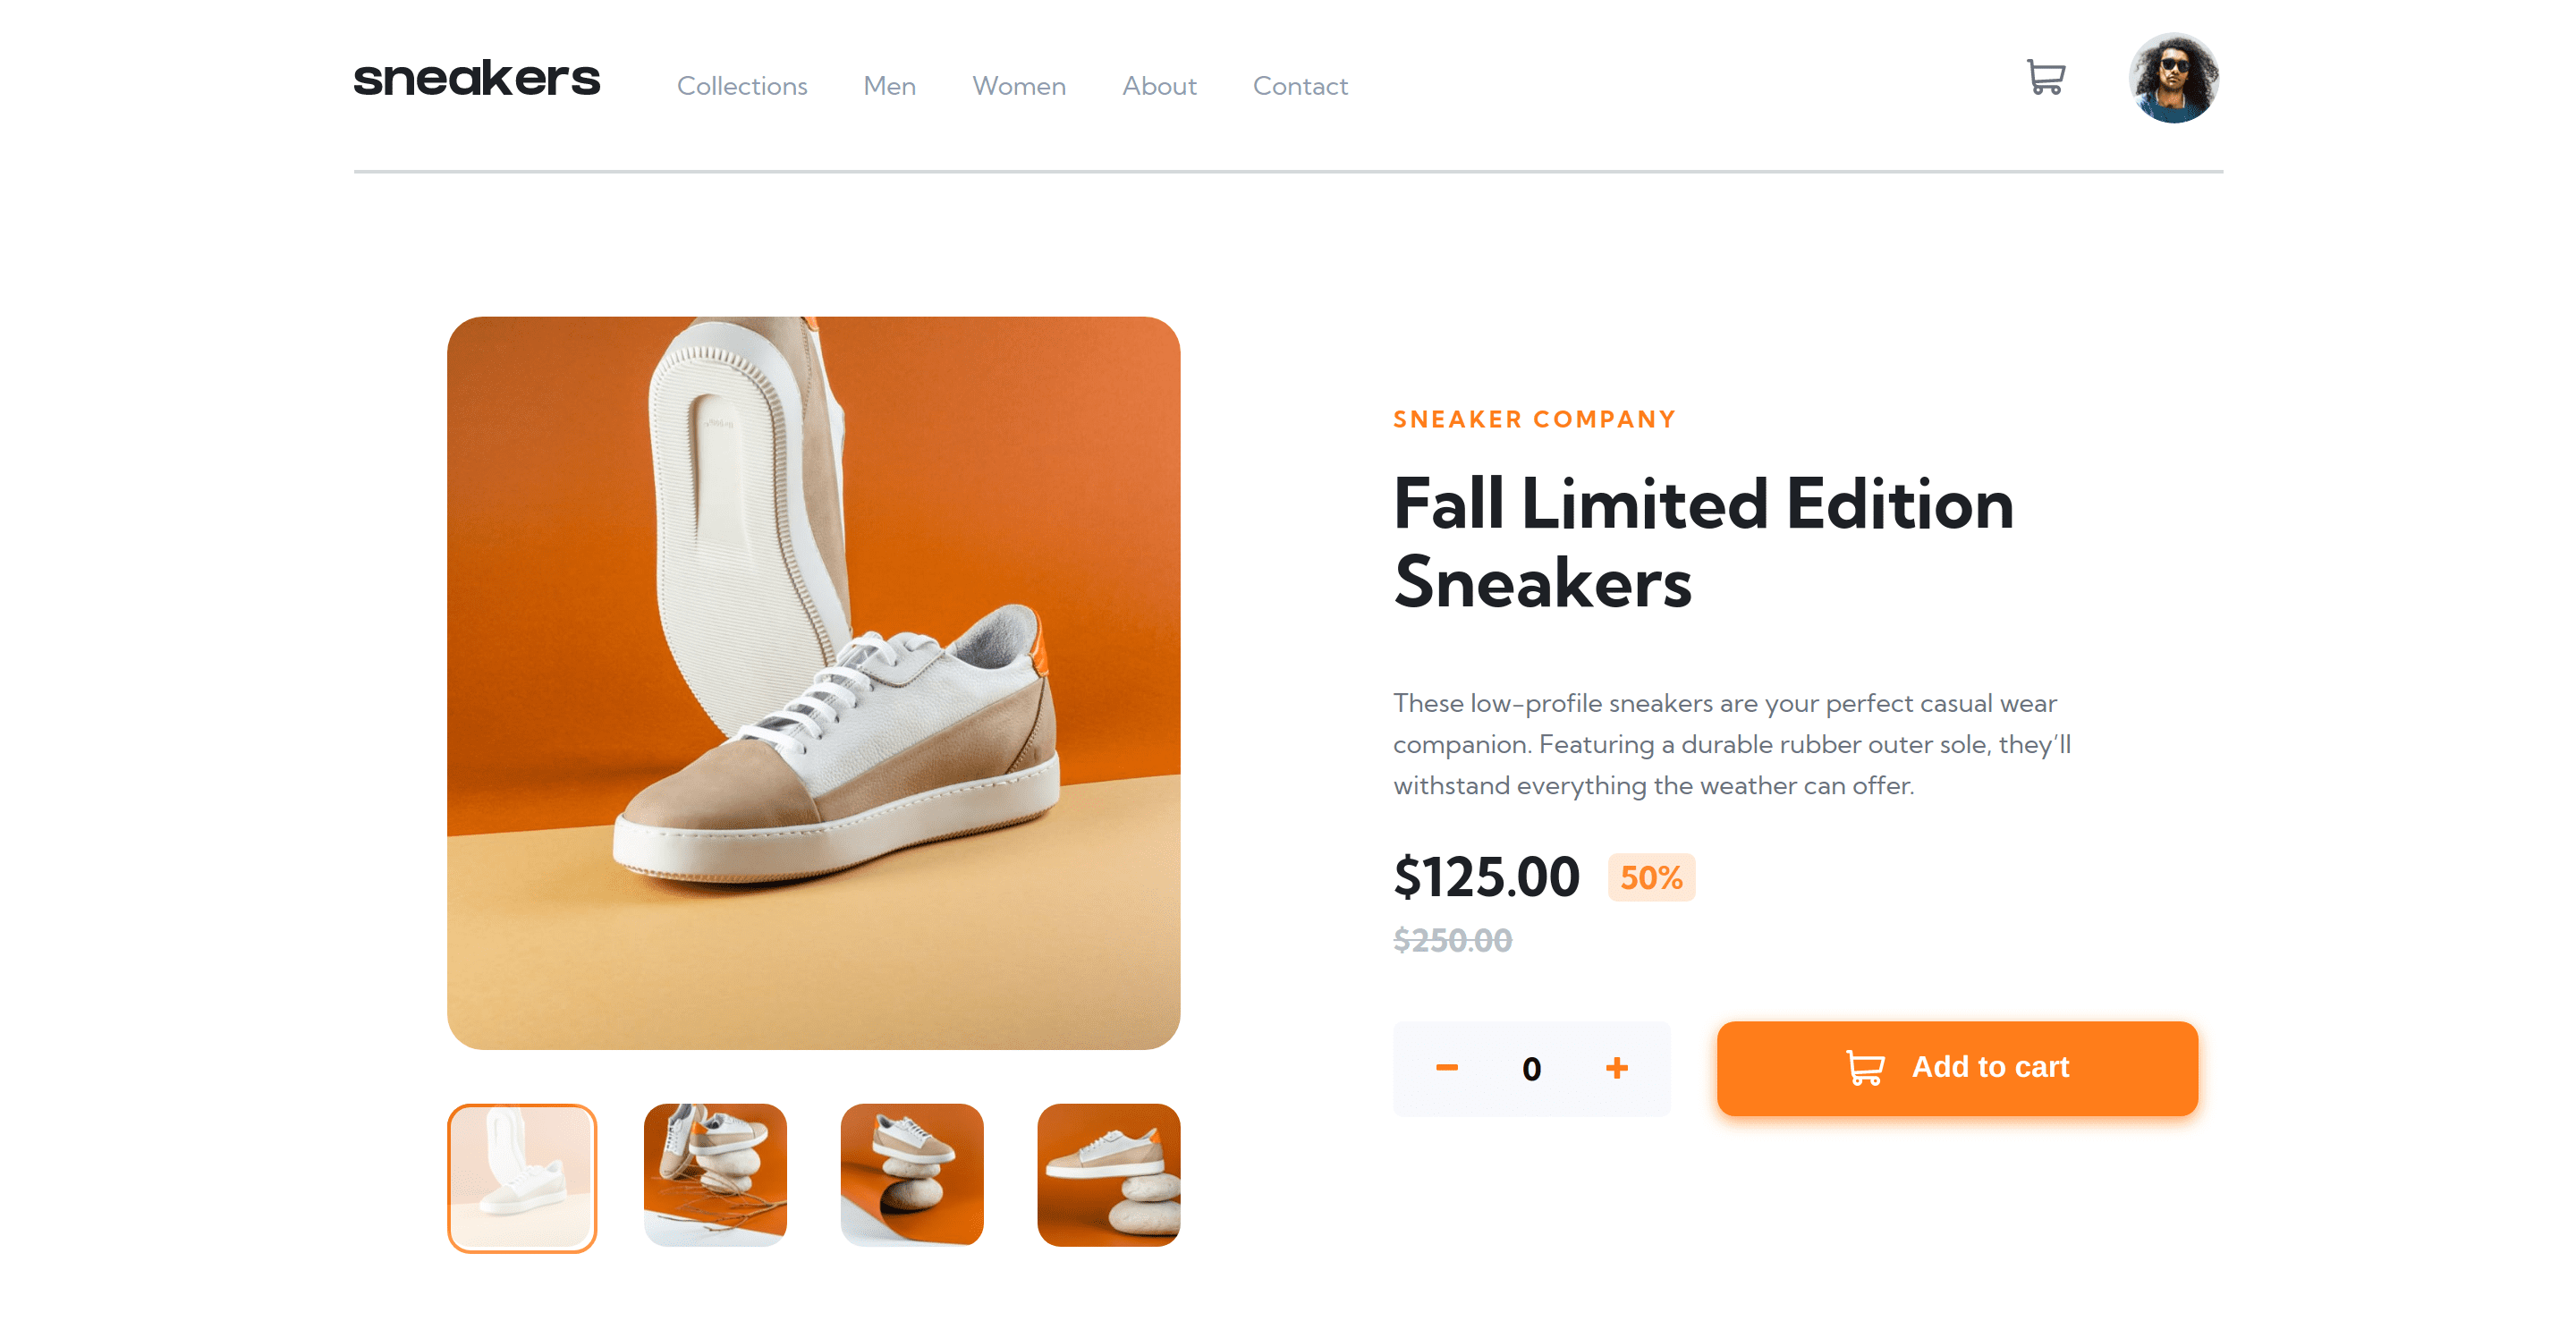 sneakers
Collections Men Women About Contact
SNEAKER COMPANY
Fall Limited Edition
Sneakers
These low-profile sneakers are your perfect casual wear
companion. Featuring a durable rubber outer sole, they’ll
withstand everything the weather can offer.
$125.00 50%
$250.00
0
Add to cart